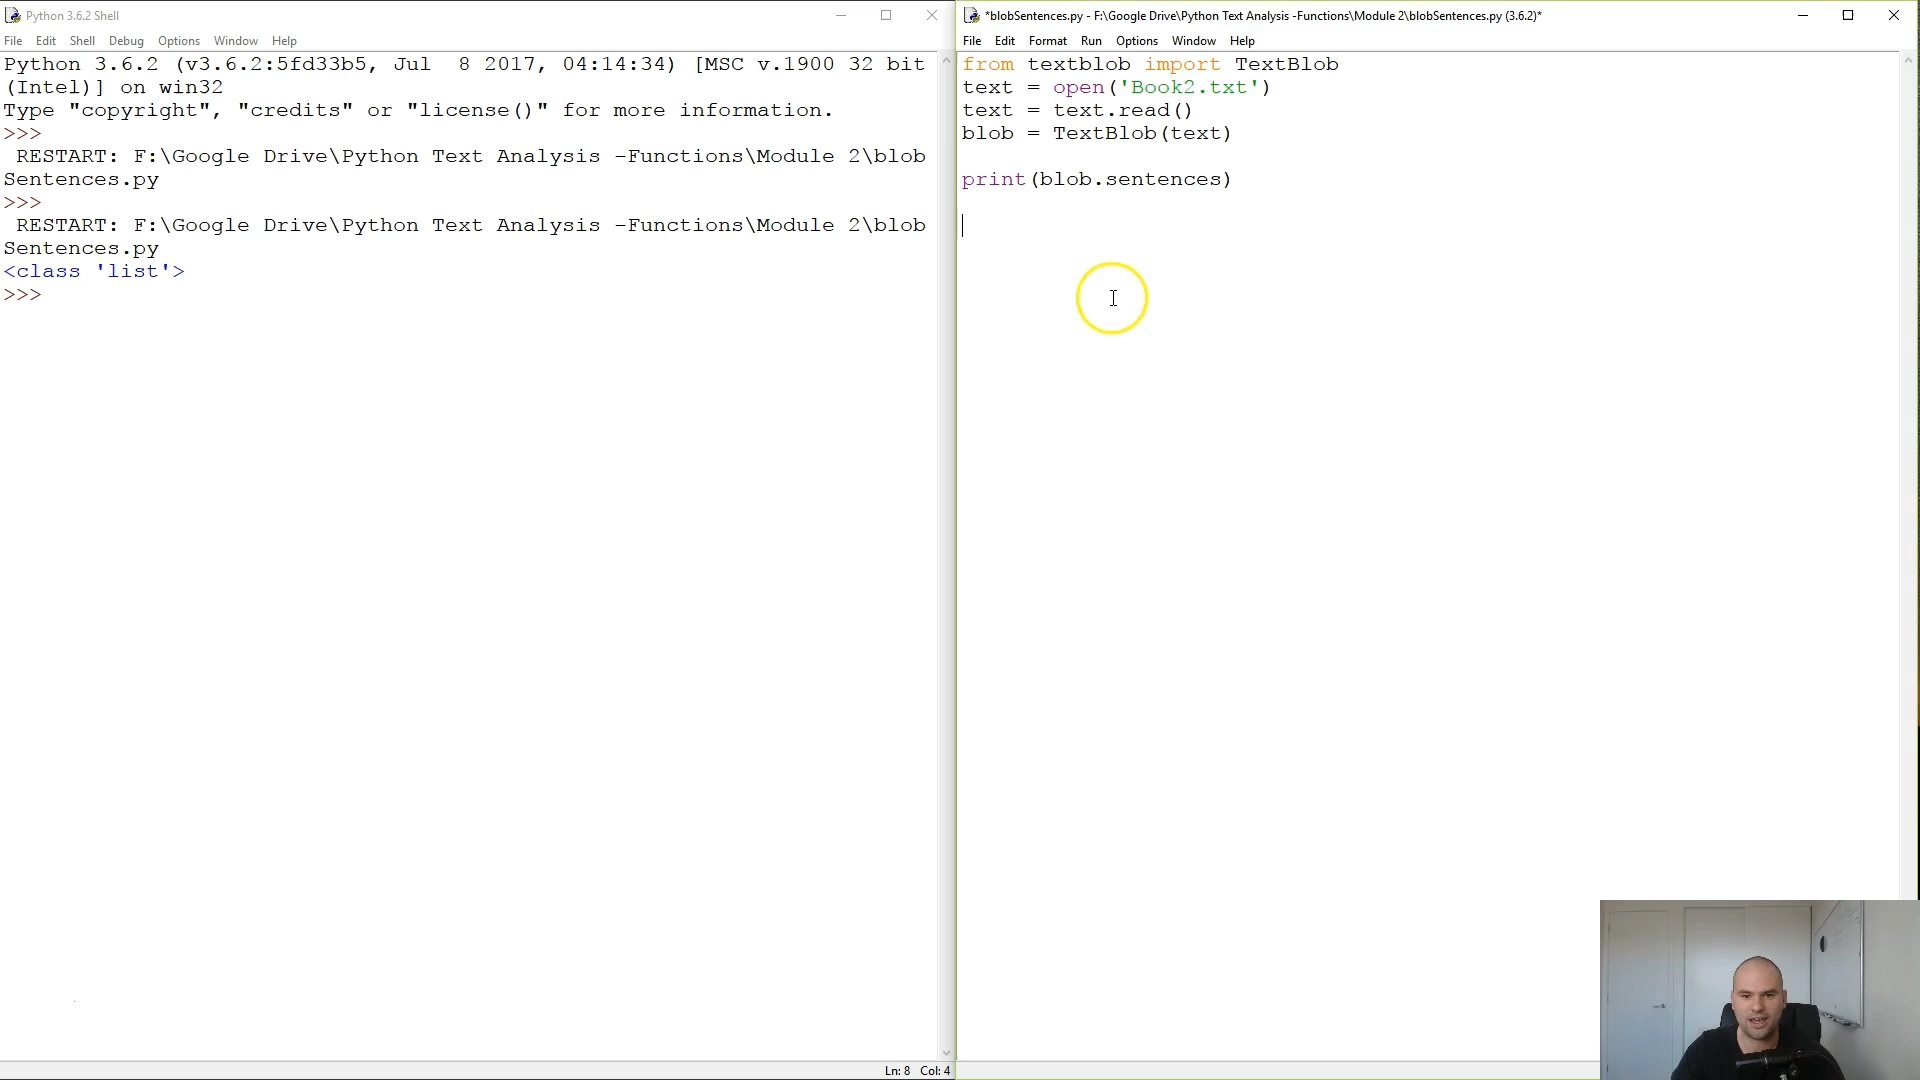 Python 3.6.2 Shell
File Edit Shell Debug Options Window Help
Python 3.6.2 (v3.6.2:5fd33b5, Jul  8 2017, 04:14:34) [MSC v.1900 32 bit
(Intel)] on win32
Type "copyright", "credits" or "license()" for more information.
>>>
 RESTART: F:\Google Drive\Python Text Analysis -Functions\Module 2\blob
Sentences.py
>>>
 RESTART: F:\Google Drive\Python Text Analysis -Functions\Module 2\blob
Sentences.py
<class 'list'>
>>>
Ln: 8 Col: 4
*blobSentences.py - F:\Google Drive\Python Text Analysis -Functions\Module 2\blobSentences.py (3.6.2)*
File Edit Format Run Options Window Help
from textblob import TextBlob
text = open('Book2.txt')
text = text.read()
blob = TextBlob(text)
print(blob.sentences)